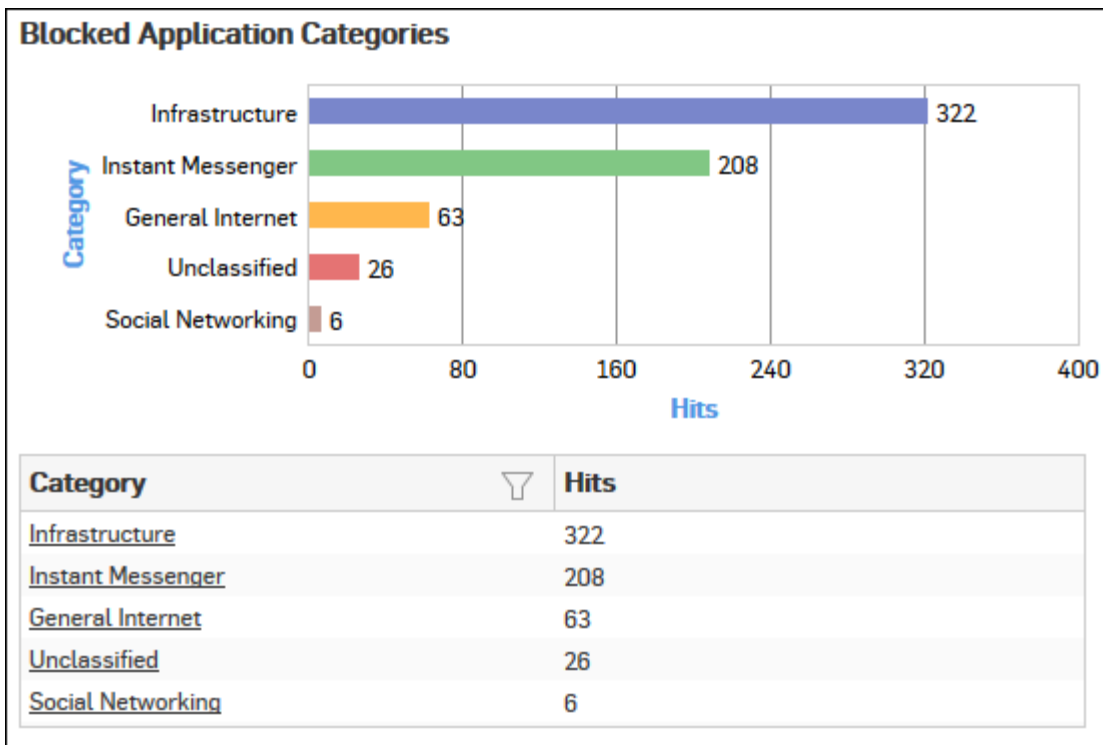 Blocked Application Categories
Infrastructure 322
Instant Messenger 208
General Internet 63
Unclassified 26
Social Networking 6
Category
0 80 160 240 320 400
Hits
Category Hits
Infrastructure 322
Instant Messenger 208
General Internet 63
Unclassified 26
Social Networking 6